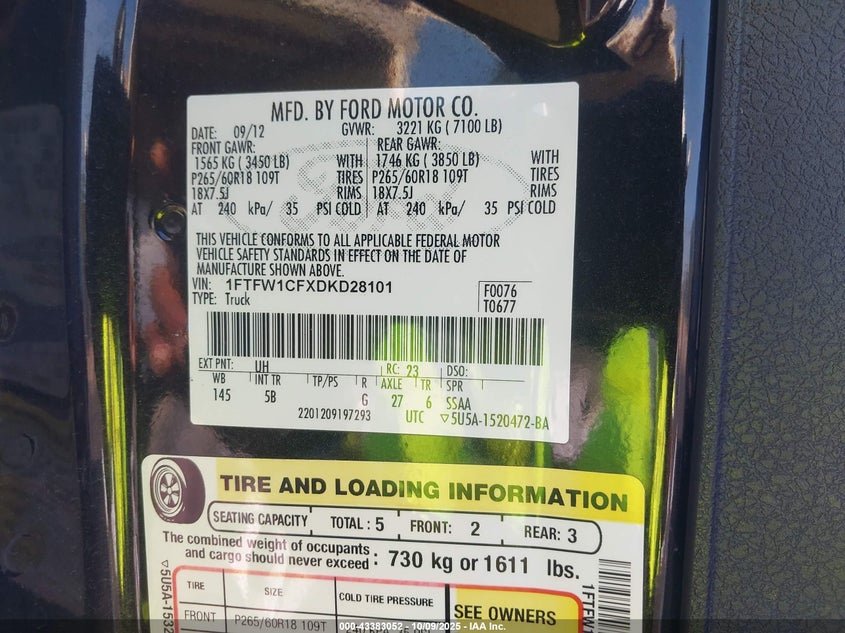 MFD. BY FORD MOTOR CO.
DATE: 09/12 GVWR: 3221 KG ( 7100 LB)
FRONT GAWR: REAR GAWR:
1565 KG ( 3450 LB) WITH 1746 KG ( 3850 LB) WITH
P265/60R18 109T TIRES P265/60R18 109T TIRES
18X7.5J RIMS 18X7.5J RIMS
AT 240 kPa/ 35 PSI COLD AT 240 kPa/ 35 PSI COLD
THIS VEHICLE CONFORMS TO ALL APPLICABLE FEDERAL MOTOR
VEHICLE SAFETY STANDARDS IN EFFECT ON THE DATE OF
MANUFACTURE SHOWN ABOVE.
VIN: 1FTFW1CFXDKD28101 F0076
TYPE: Truck T0677
EXT PNT: UH RC: 23 DSO:
WB INT TR TP/PS R AXLE TR SPR
145 5B G 27 6 SSAA
2201209197293 UTC ▽5U5A-1520472-BA
TIRE AND LOADING INFORMATION
SEATING CAPACITY TOTAL : 5 FRONT: 2 REAR: 3
The combined weight of occupants
and cargo should never exceed : 730 kg or 1611 lbs.
TIRE SIZE COLD TIRE PRESSURE SEE OWNERS
FRONT P265/60R18 109T
000-43383052 - 10/09/2025 - IAA Inc.